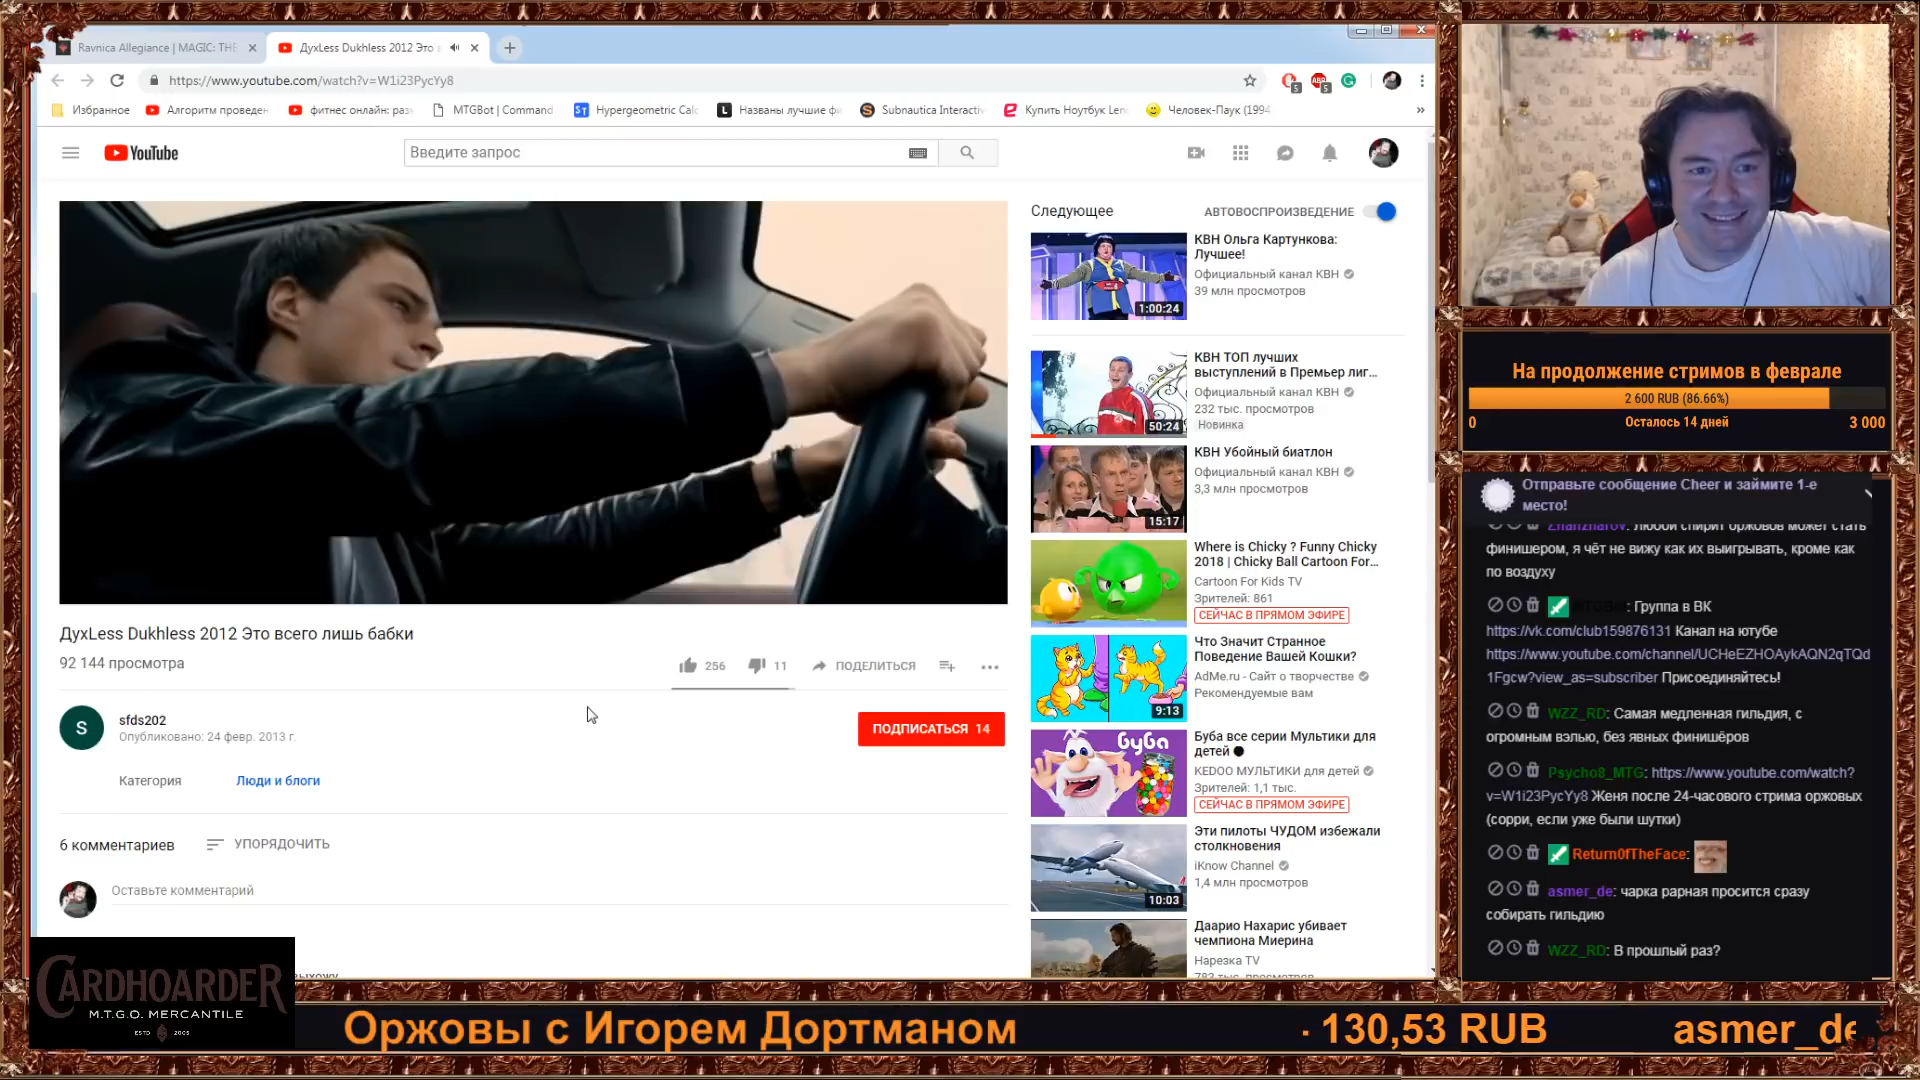 Ravnica Allegiance | MAGIC: THE
ДухLess Dukhless 2012 Это в
https://www.youtube.com/watch?v=W1i23PycYy8
Избранное
Алгоритм проведен
фитнес онлайн: раз
MTGBot | Command
Hypergeometric Calc
Названы лучшие фи
Subnautica Interactiv
Купить Ноутбук Len
Человек-Паук (1994
YouTube
Введите запрос
ДухLess Dukhless 2012 Это всего лишь бабки
92 144 просмотра
256
11
ПОДЕЛИТЬСЯ
S
sfds202
Опубликовано: 24 февр. 2013 г.
ПОДПИСАТЬСЯ 14
Категория
Люди и блоги
6 комментариев
УПОРЯДОЧИТЬ
Оставьте комментарий
Следующее
АВТОВОСПРОИЗВЕДЕНИЕ
КВН Ольга Картункова:
Лучшее!
Официальный канал КВН
39 млн просмотров
1:00:24
КВН ТОП лучших
выступлений в Премьер лиг...
Официальный канал КВН
232 тыс. просмотров
Новинка
50:24
КВН Убойный биатлон
Официальный канал КВН
3,3 млн просмотров
15:17
Where is Chicky ? Funny Chicky
2018 | Chicky Ball Cartoon For...
Cartoon For Kids TV
Зрителей: 861
СЕЙЧАС В ПРЯМОМ ЭФИРЕ
Что Значит Странное
Поведение Вашей Кошки?
AdMe.ru - Сайт о творчестве
Рекомендуемые вам
9:13
Буба все серии Мультики для
детей
KEDOO МУЛЬТИКИ для детей
Зрителей: 1,1 тыс.
СЕЙЧАС В ПРЯМОМ ЭФИРЕ
буба
Эти пилоты ЧУДОМ избежали
столкновения
iKnow Channel
1,4 млн просмотров
10:03
Даарио Нахарис убивает
чемпиона Миерина
Нарезка TV
На продолжение стримов в феврале
2 600 RUB (86.66%)
0
Осталось 14 дней
3 000
Отправьте сообщение Cheer и займите 1-е
место!
Zhanzharov: Любой спирит оржовов может стать
финишером, я чёт не вижу как их выигрывать, кроме как
по воздуху
: Группа в ВК
https://vk.com/club159876131 Канал на ютубе
https://www.youtube.com/channel/UCHeEZHOAykAQN2qTQd
1Fgcw?view_as=subscriber Присоединяйтесь!
WZZ_RD: Самая медленная гильдия, с
огромным вэлью, без явных финишёров
Psycho8_MTG: https://www.youtube.com/watch?
v=W1i23PycYy8 Женя после 24-часового стрима оржовых
(сорри, если уже были шутки)
Return0fTheFace:
asmer_de: чарка рарная просится сразу
собирать гильдию
WZZ_RD: В прошлый раз?
CARDHOARDER
M.T.G.O. MERCANTILE
ESTD 2005
Оржовы с Игорем Дортманом
· 130,53 RUB
asmer_de